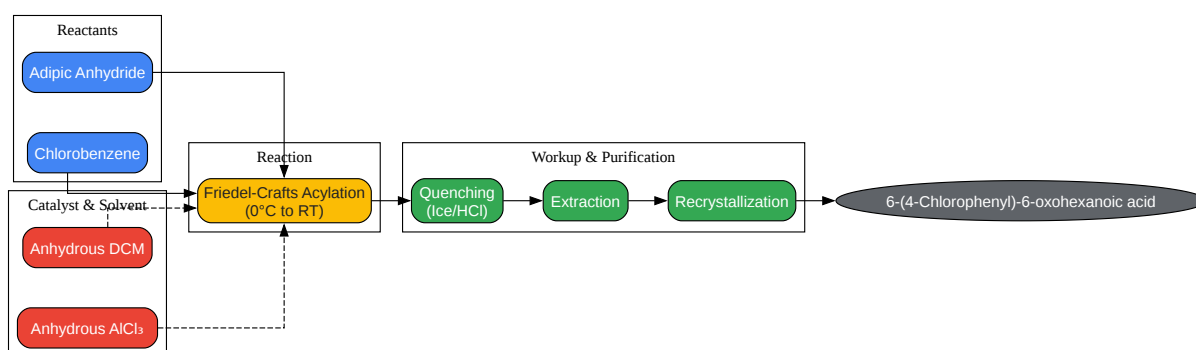 Reactants
Adipic Anhydride
Chlorobenzene
Catalyst & Solvent
Anhydrous DCM
Anhydrous AlCl₃
Reaction
Friedel-Crafts Acylation
(0°C to RT)
Workup & Purification
Quenching
(Ice/HCl)
Extraction
Recrystallization
6-(4-Chlorophenyl)-6-oxohexanoic acid